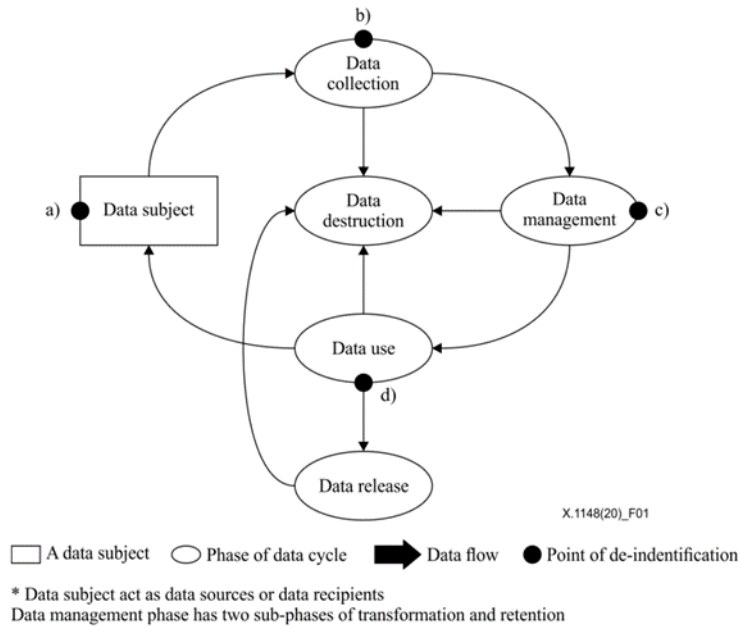 b)
Data
collection
a)
Data subject
Data
destruction
Data
management
c)
Data use
d)
Data release
X.1148(20)_F01
A data subject
Phase of data cycle
Data flow
Point of de-indentification
* Data subject act as data sources or data recipients
Data management phase has two sub-phases of transformation and retention